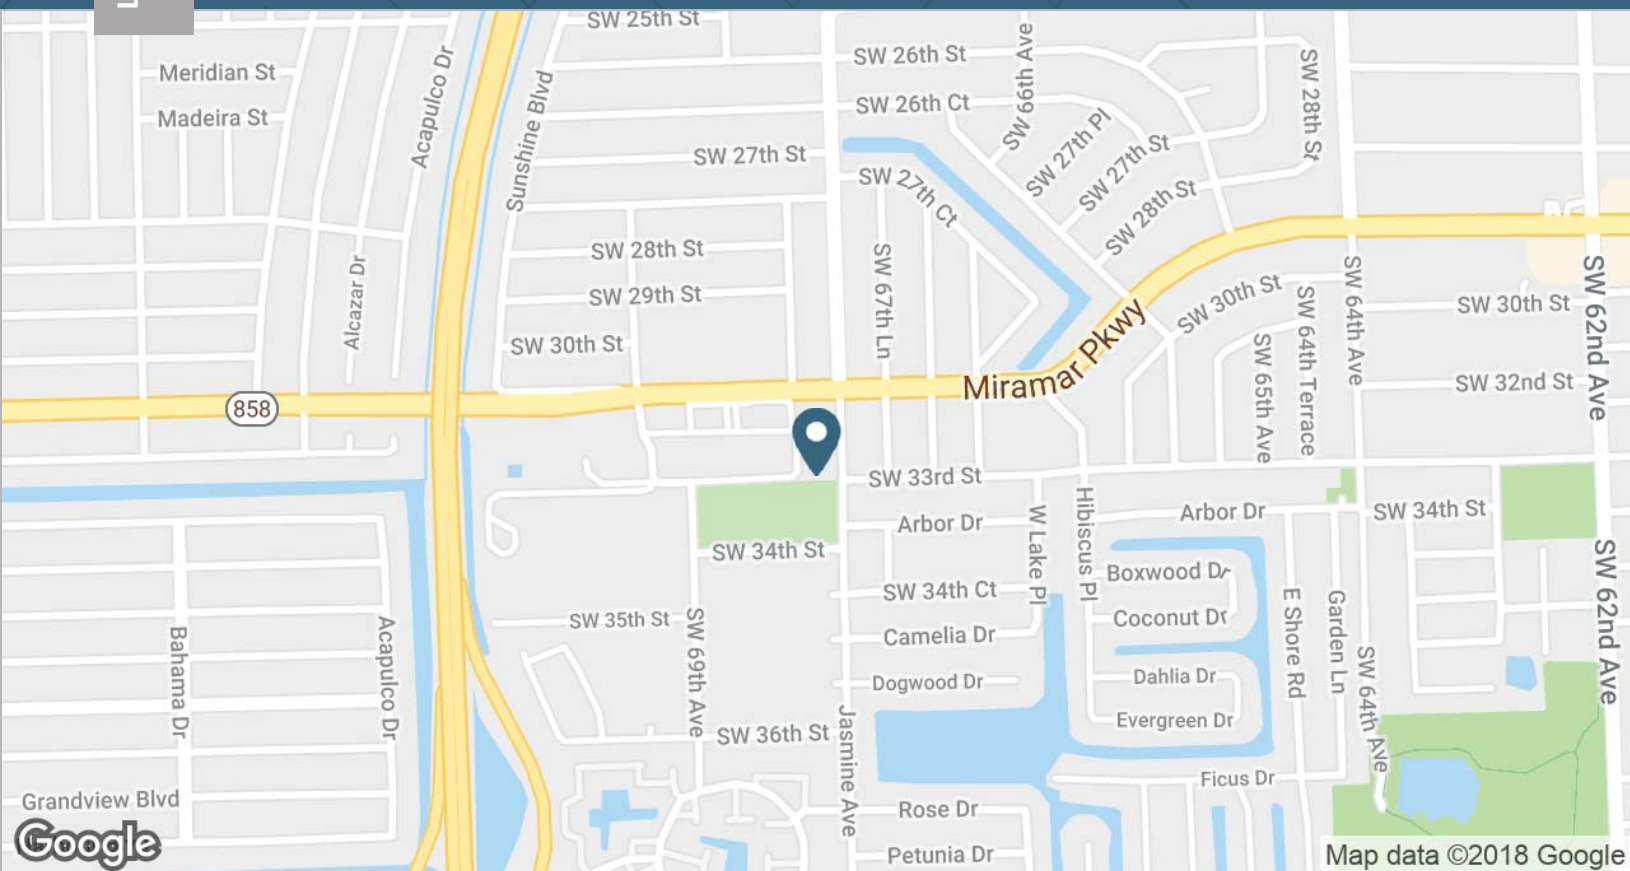 SW 25th St
SW 26th St
SW 66th Ave
SW 28th St
Meridian St
Acapulco Dr
Sunshine Blvd
SW 26th Ct
Madeira St
SW 27th Pl
SW 27th St
SW 27th St
SW 27th Ct
SW 28th St
SW 28th St
SW 67th Ln
Alcazar Dr
SW 29th St
SW 30th St
SW 64th Ave
SW 62nd Ave
SW 30th St
SW 64th Terrace
SW 30th St
SW 65th Ave
Miramar Pkwy
SW 32nd St
858
SW 33rd St
Arbor Dr
Arbor Dr
SW 34th St
W Lake Pl
Hibiscus Pl
SW 34th St
Boxwood Dr
SW 34th Ct
Coconut Dr
SW 35th St
Camelia Dr
E Shore Rd
Garden Ln
SW 62nd Ave
Bahama Dr
Acapulco Dr
SW 69th Ave
Dogwood Dr
Dahlia Dr
SW 64th Ave
Evergreen Dr
SW 36th St
Jasmine Ave
Ficus Dr
Grandview Blvd
Rose Dr
Google
Petunia Dr
Map data ©2018 Google